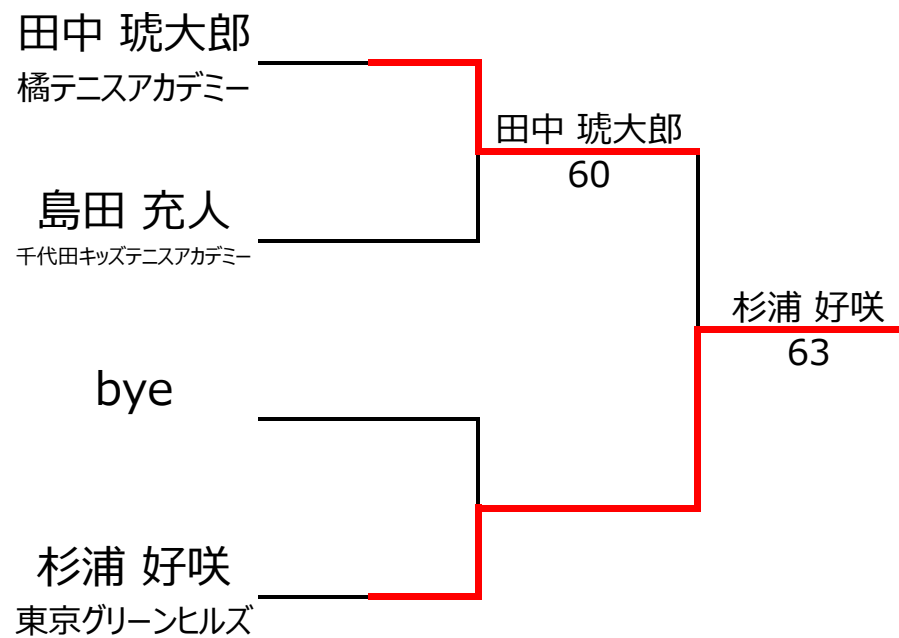 田中 琥大郎
橘テニスアカデミー
田中 琥大郎
60
島田 充人
千代田キッズテニスアカデミー
杉浦 好咲
63
bye
杉浦 好咲
東京グリーンヒルズ